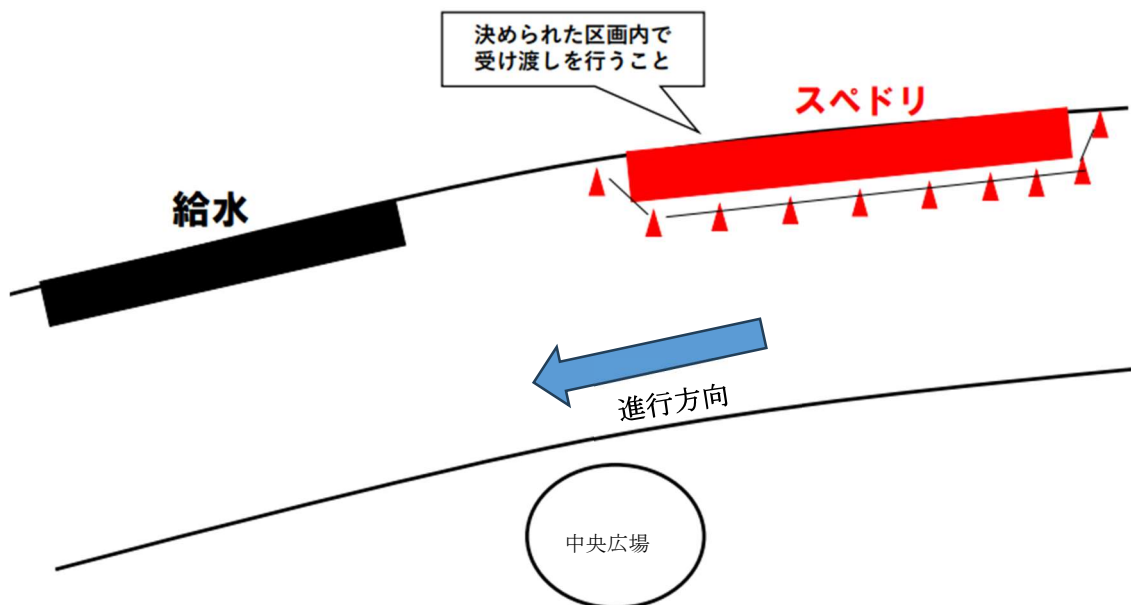 決められた区画内で
受け渡しを行うこと
スペドリ
給水
進行方向
中央広場